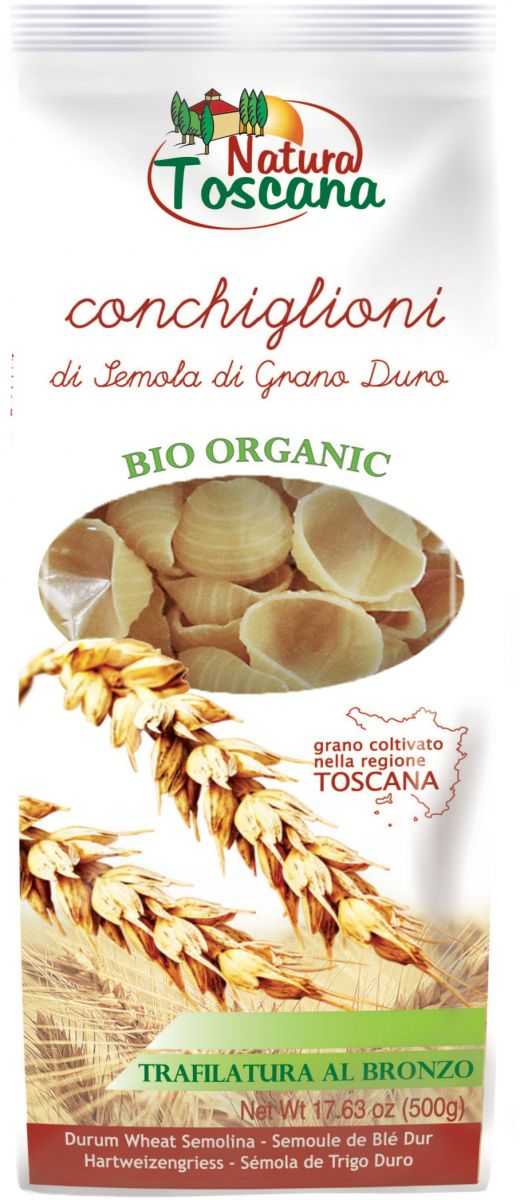 Natura
Toscana
conchiglioni
di Semola di Grano Duro
BIO ORGANIC
grano coltivato
nella regione
TOSCANA
TRAFILATURA AL BRONZO
Net Wt 17.63 oz (500g)
Durum Wheat Semolina - Semoule de Blé Dur
Hartweizengriess - Sémola de Trigo Duro